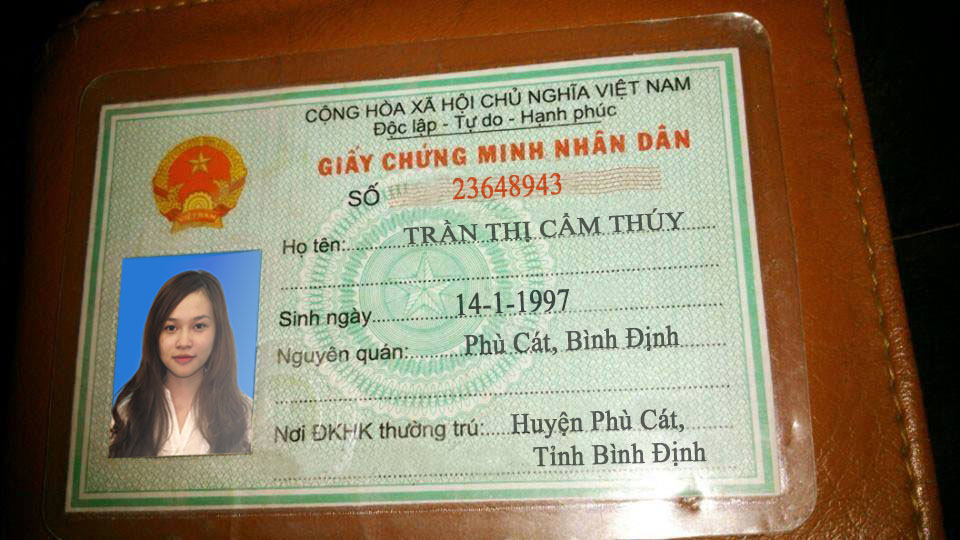 CỘNG HÒA XÃ HỘI CHỦ NGHĨA VIỆT NAM
Độc lập - Tự do - Hạnh phúc
GIẤY CHỨNG MINH NHÂN DÂN
SỐ 23648943
Họ tên: TRẦN THỊ CẨM THÚY
Sinh ngày 14-1-1997
Nguyên quán: Phù Cát, Bình Định
Nơi ĐKHK thường trú: Huyện Phù Cát,
Tỉnh Bình Định
VIỆT NAM